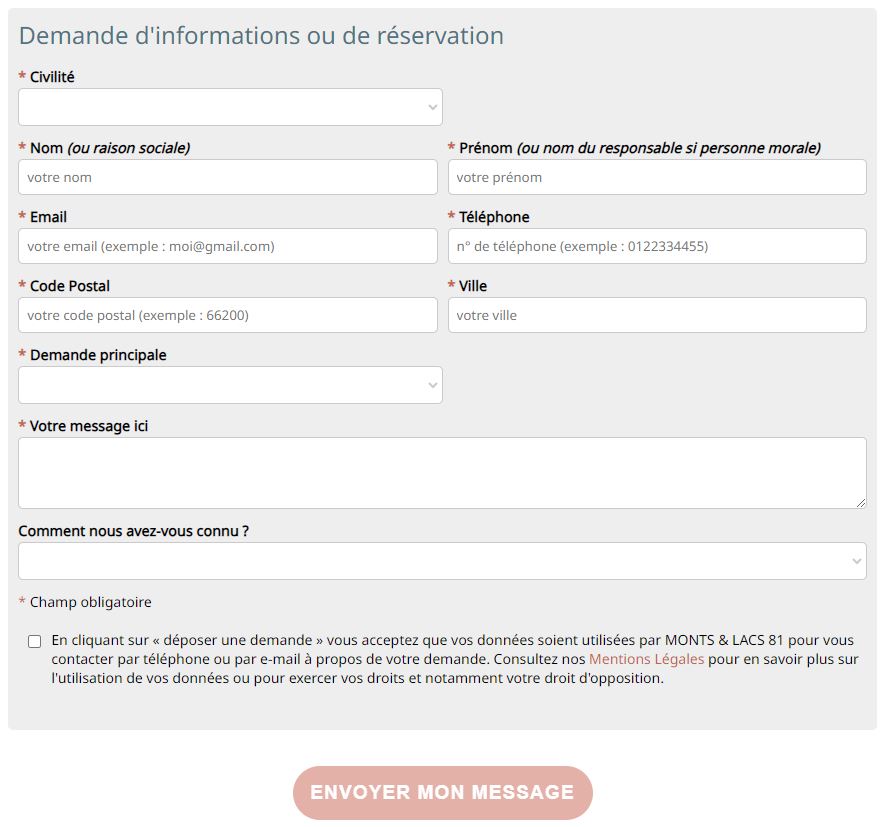 Demande d'informations ou de réservation
* Civilité
* Nom (ou raison sociale)
* Prénom (ou nom du responsable si personne morale)
votre nom
votre prénom
* Email
* Téléphone
votre email (exemple : moi@gmail.com)
n° de téléphone (exemple : 0122334455)
* Code Postal
* Ville
votre code postal (exemple : 66200)
votre ville
* Demande principale
* Votre message ici
Comment nous avez-vous connu ?
* Champ obligatoire
En cliquant sur « déposer une demande » vous acceptez que vos données soient utilisées par MONTS & LACS 81 pour vous
contacter par téléphone ou par e-mail à propos de votre demande. Consultez nos Mentions Légales pour en savoir plus sur
l'utilisation de vos données ou pour exercer vos droits et notamment votre droit d'opposition.
ENVOYER MON MESSAGE